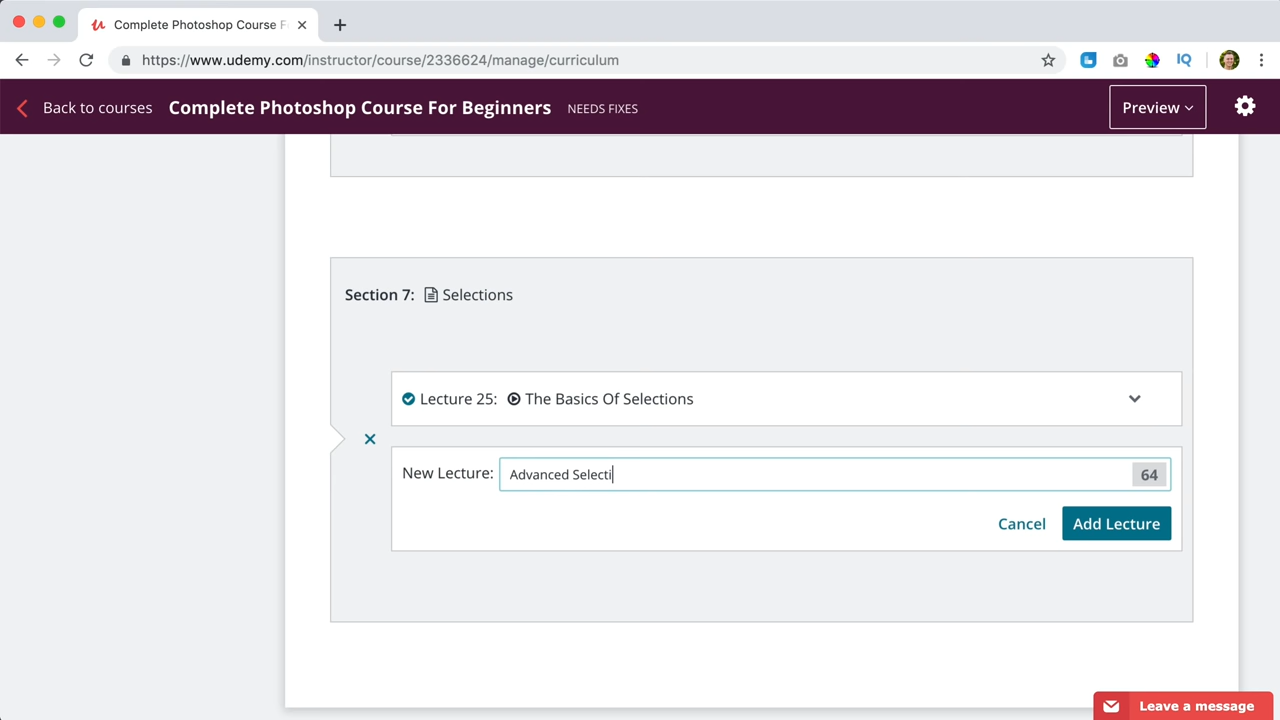 Complete Photoshop Course F
https://www.udemy.com/instructor/course/2336624/manage/curriculum
IQ
Back to courses
Complete Photoshop Course For Beginners
NEEDS FIXES
Preview
Section 7: Selections
Lecture 25: The Basics Of Selections
New Lecture: Advanced Selecti
64
Cancel
Add Lecture
Leave a message